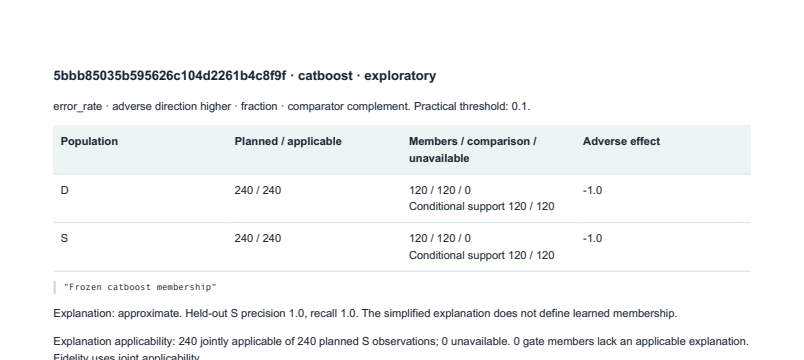 5bbb85035b595626c104d2261b4c8f9f · catboost · exploratory
error_rate · adverse direction higher · fraction · comparator complement. Practical threshold: 0.1.
Population Planned / applicable Members / comparison / unavailable Adverse effect
D 240 / 240 120 / 120 / 0 -1.0
Conditional support 120 / 120
S 240 / 240 120 / 120 / 0 -1.0
Conditional support 120 / 120
"Frozen catboost membership"
Explanation: approximate. Held-out S precision 1.0, recall 1.0. The simplified explanation does not define learned membership.
Explanation applicability: 240 jointly applicable of 240 planned S observations; 0 unavailable. 0 gate members lack an applicable explanation.
Fidelity uses joint applicability.